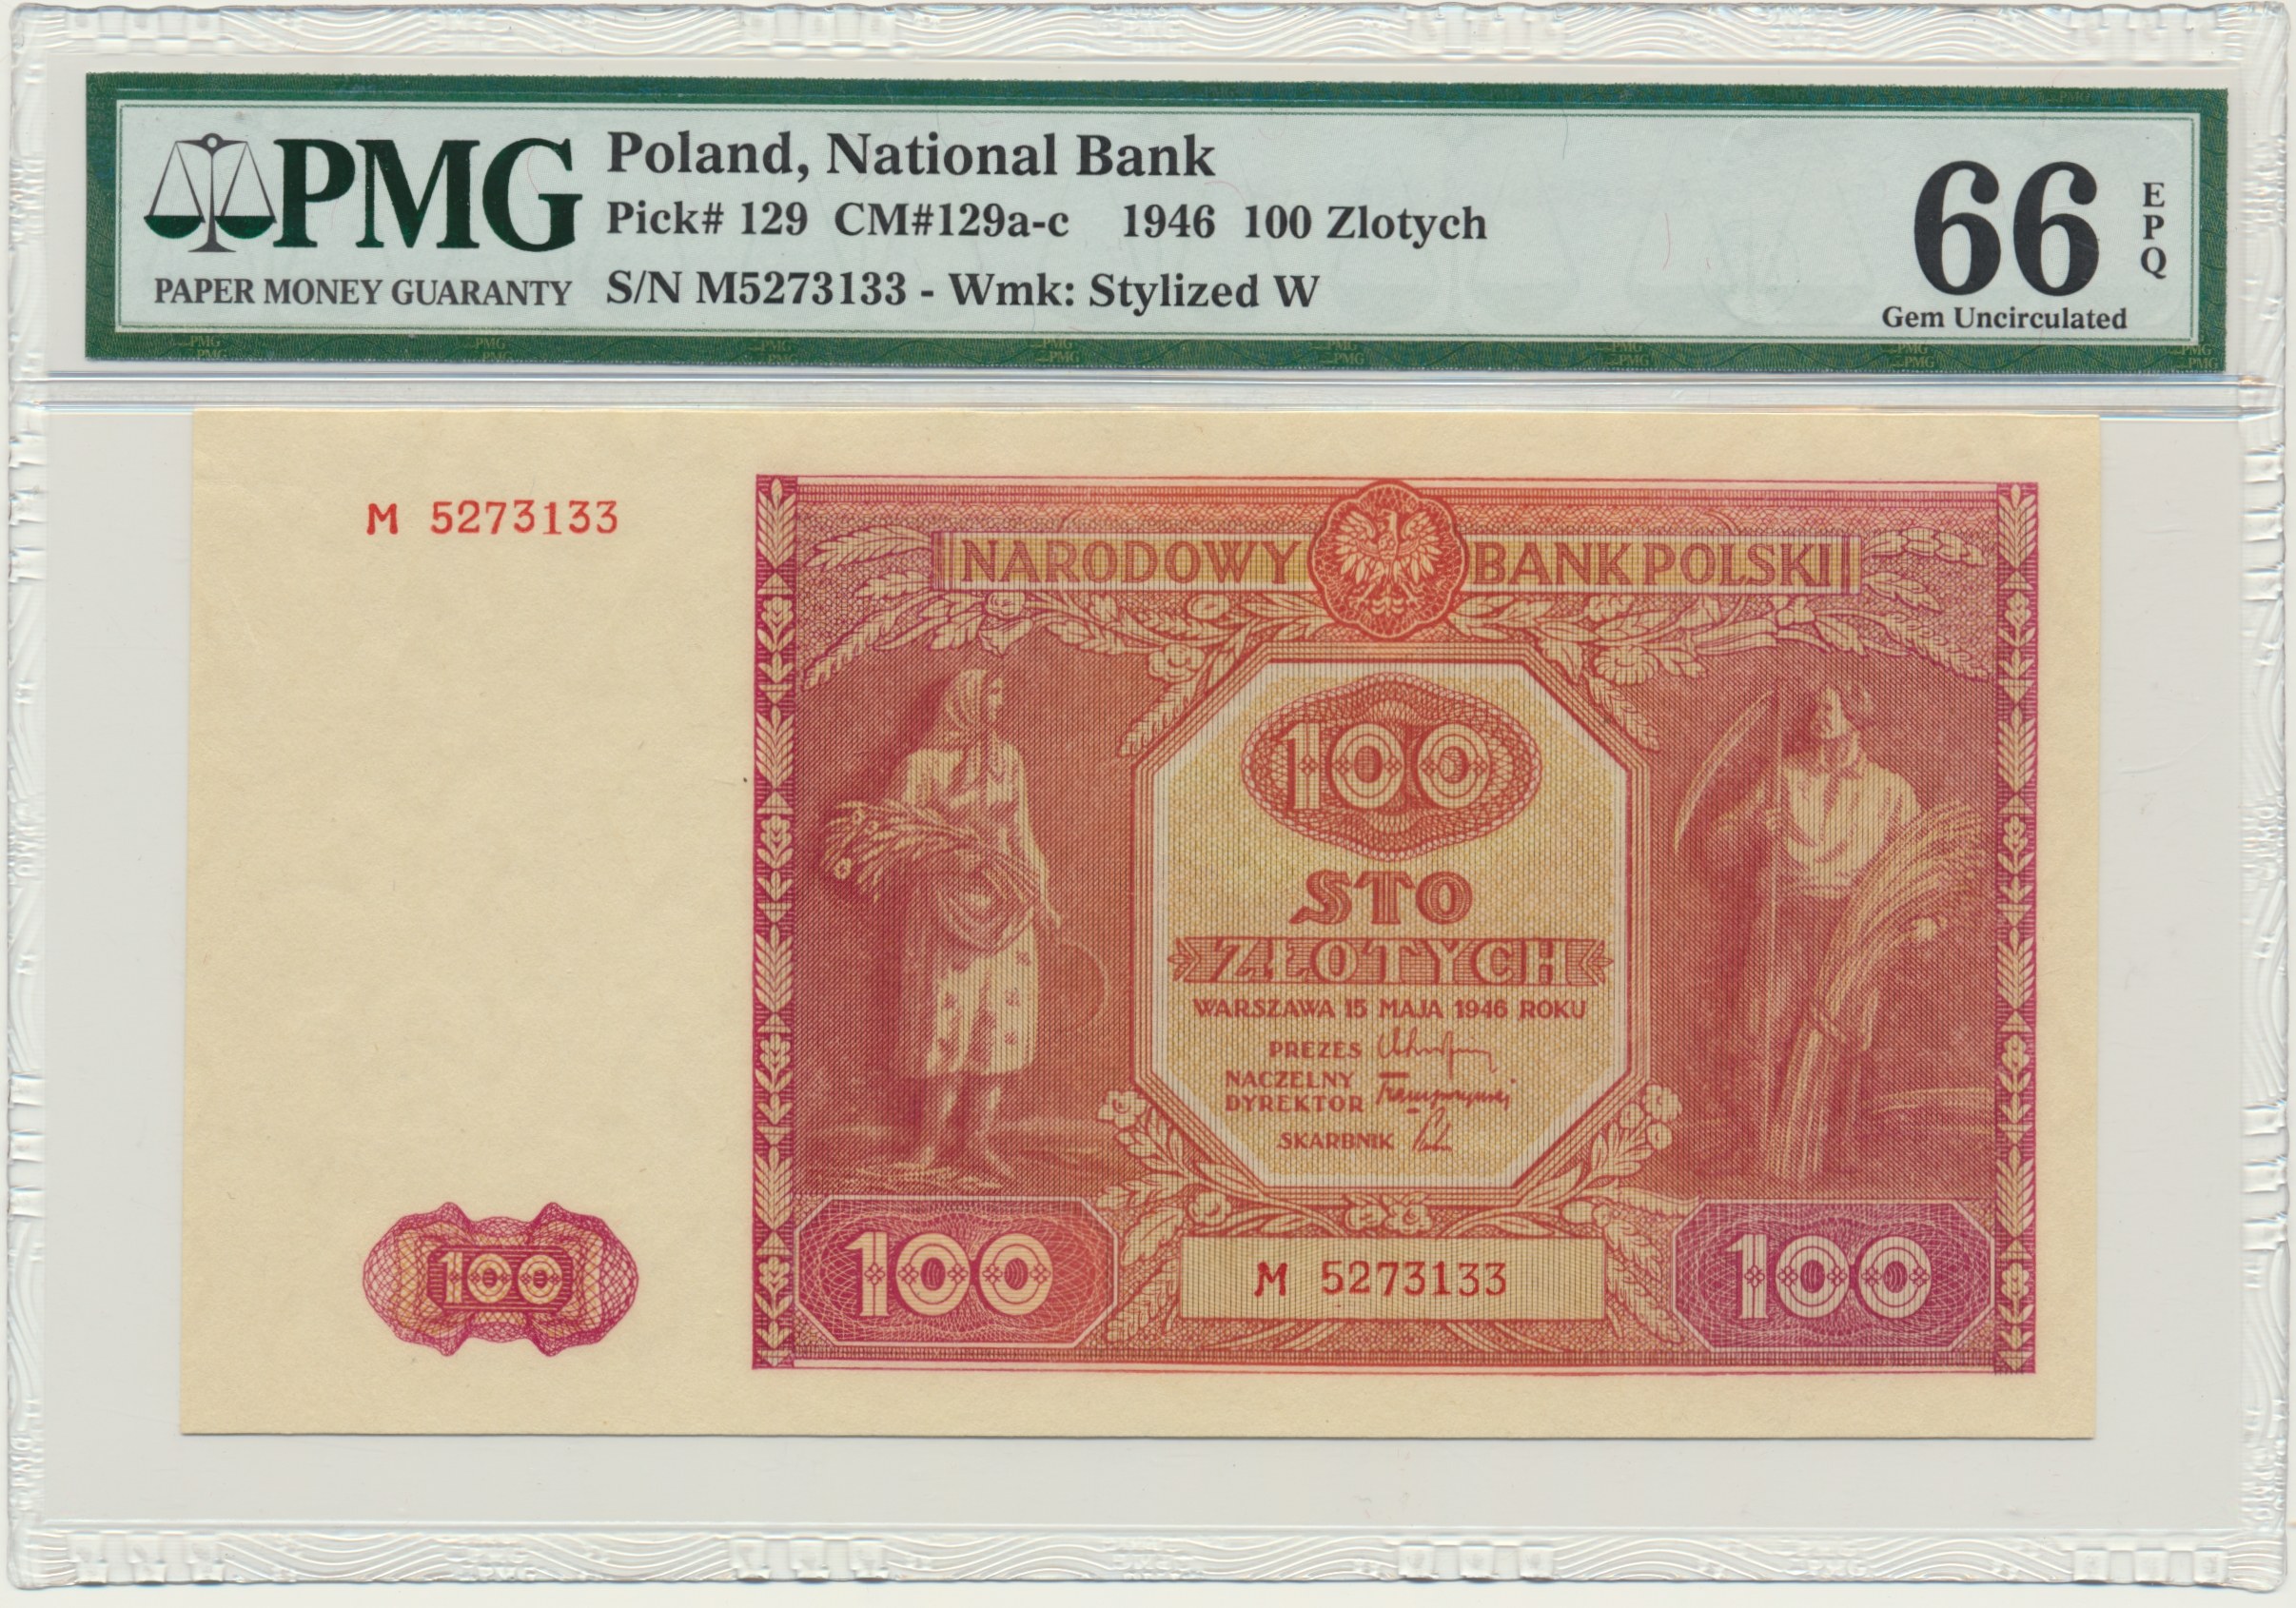 PMG
PAPER MONEY GUARANTY
Poland, National Bank
Pick# 129 CM#129a-c 1946 100 Zlotych
S/N M5273133 - Wmk: Stylized W
66
EPQ
Gem Uncirculated
M 5273133
NARODOWY BANK POLSKI
100
STO
ZŁOTYCH
WARSZAWA 15 MAJA 1946 ROKU
PREZES
NACZELNY
DYREKTOR
SKARBNIK
100
100
M 5273133
100